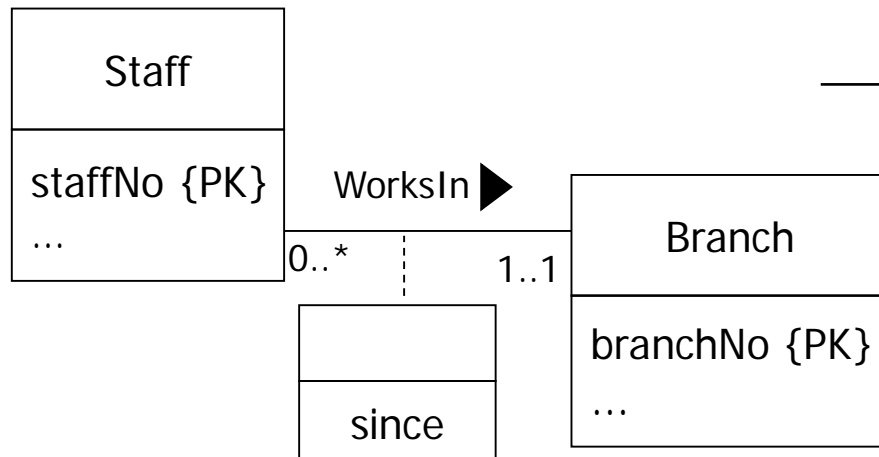 Staff
staffNo {PK}
...
WorksIn
0..*
1..1
Branch
branchNo {PK}
...
since